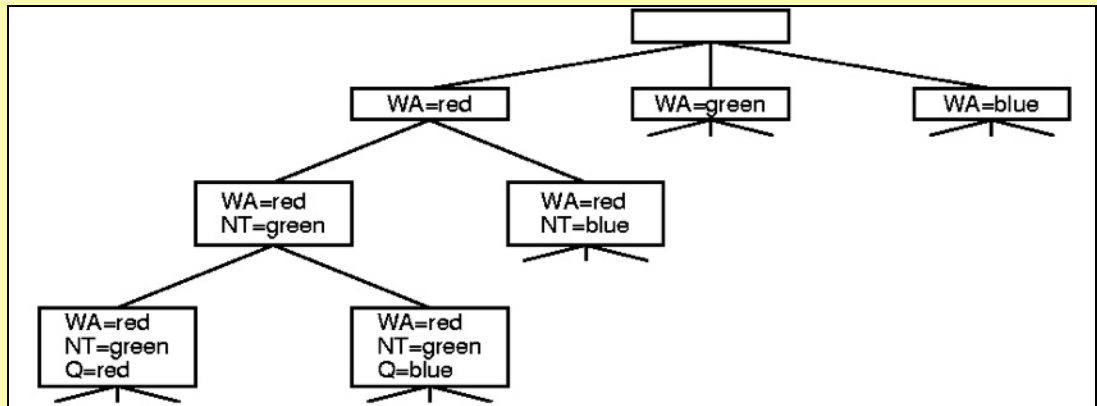 WA=red
WA=green
WA=blue
WA=red
NT=green
WA=red
NT=blue
WA=red
NT=green
Q=red
WA=red
NT=green
Q=blue